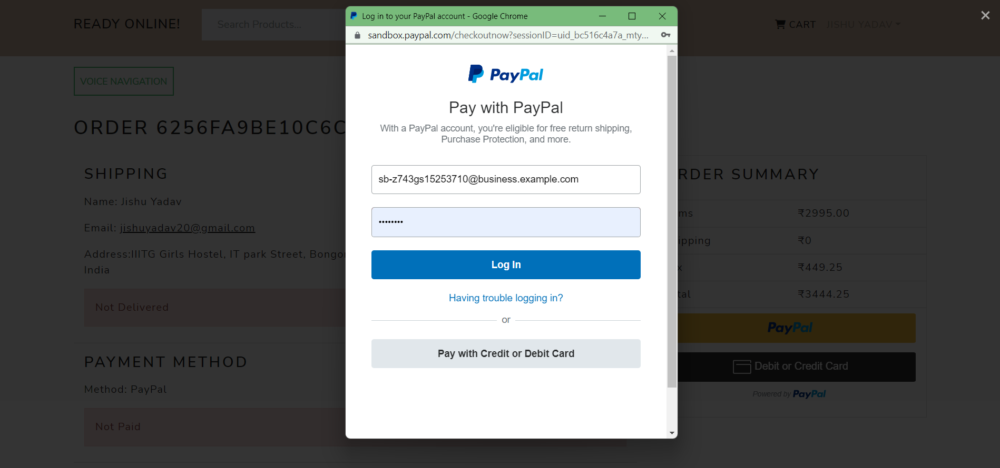 Log in to your PayPal account - Google Chrome
sandbox.paypal.com/checkoutnow?sessionID=uid_bc516c4a7a_mty...
READY ONLINE!
Search Products...
CART
JISHU YADAV
VOICE NAVIGATION
ORDER 6256FA9BE10C6C
SHIPPING
Name: Jishu Yadav
Email: jishuyadav20@gmail.com
Address:IIITG Girls Hostel, IT park Street,
India
Not Delivered
PAYMENT METHOD
Method: PayPal
Not Paid
PayPal
Pay with PayPal
With a PayPal account, you're eligible for free return shipping,
Purchase Protection, and more.
sb-z743gs15253710@business.example.com
••••••••
Log In
Having trouble logging in?
or
Pay with Credit or Debit Card
SUMMARY
₹2995.00
₹0
₹449.25
₹3444.25
PayPal
Debit or Credit Card
Powered by PayPal